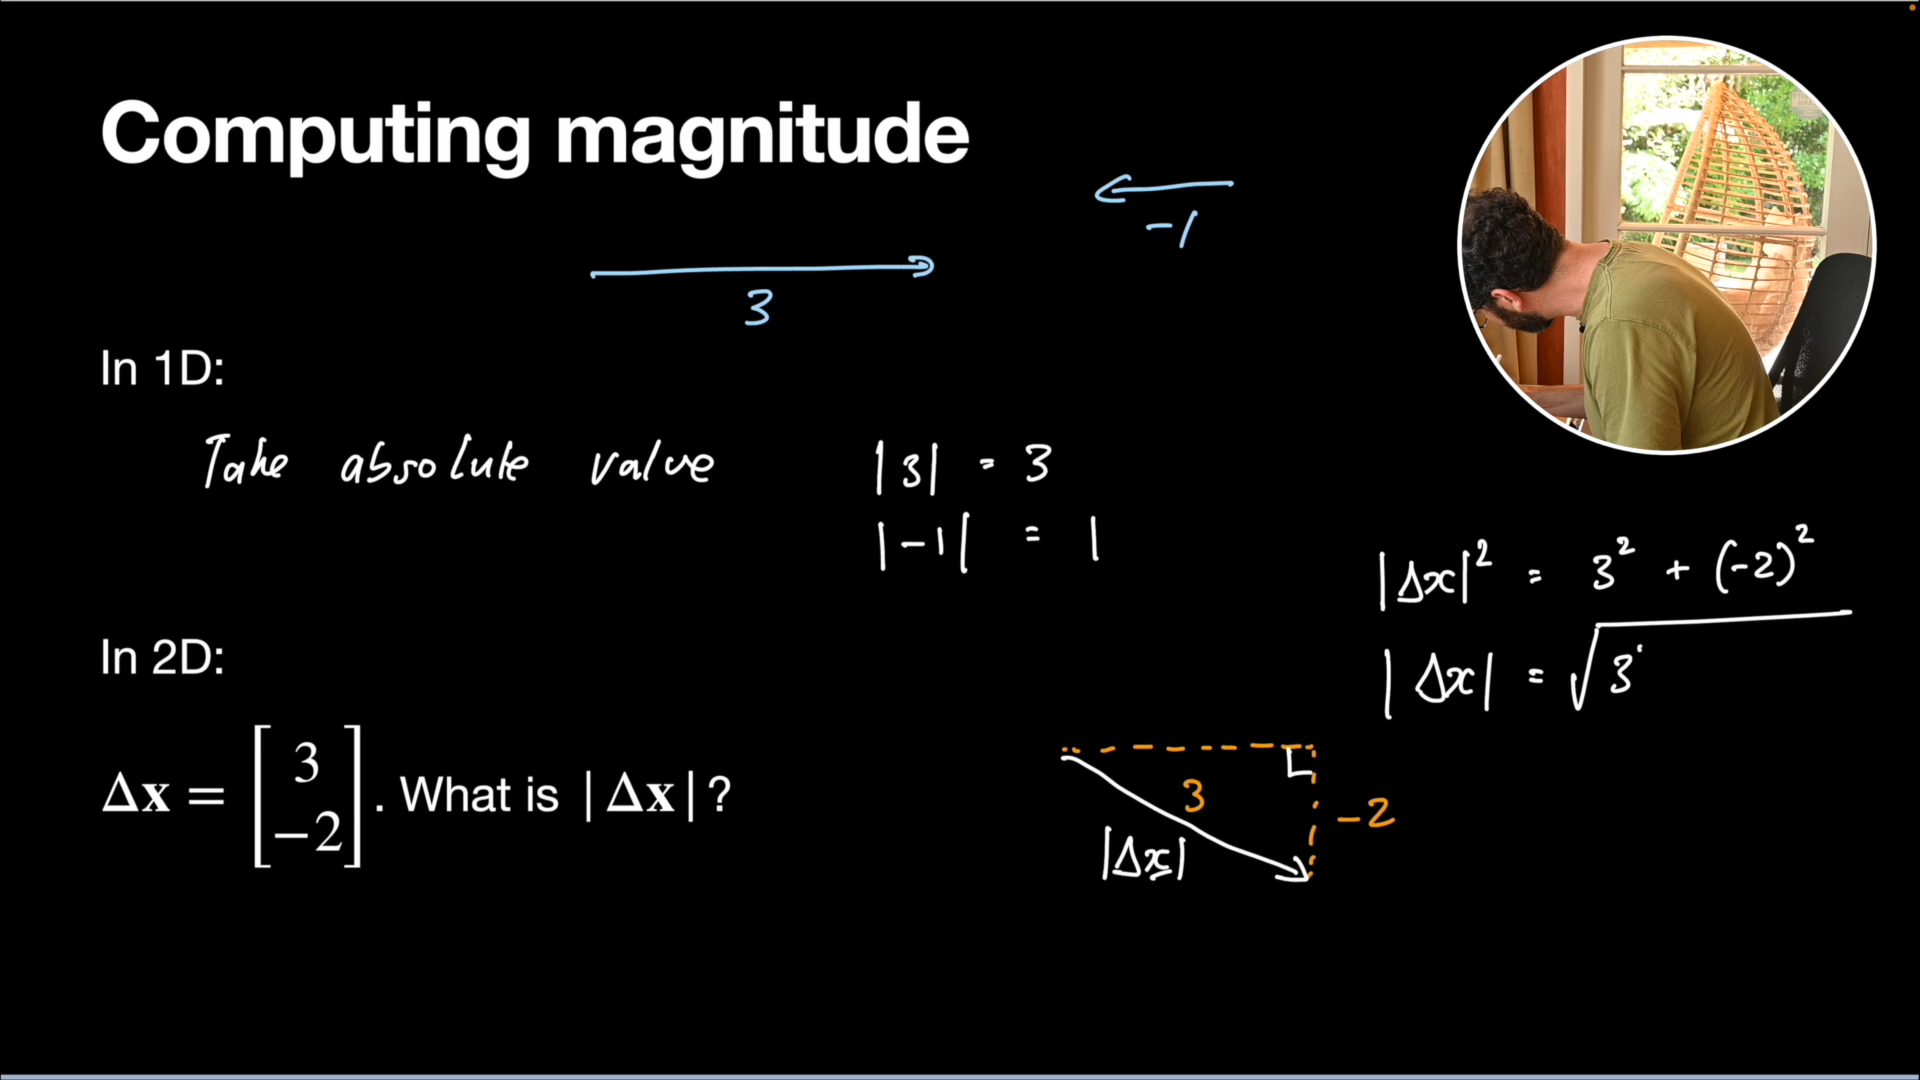 Computing magnitude
-1
3
In 1D:
Take absolute value |3| = 3
|-1| = 1
|Δx|² = 3² + (-2)²
In 2D:
|Δx| = √3
Δx = [3 −2]. What is |Δx|?
3
-2
|Δx|